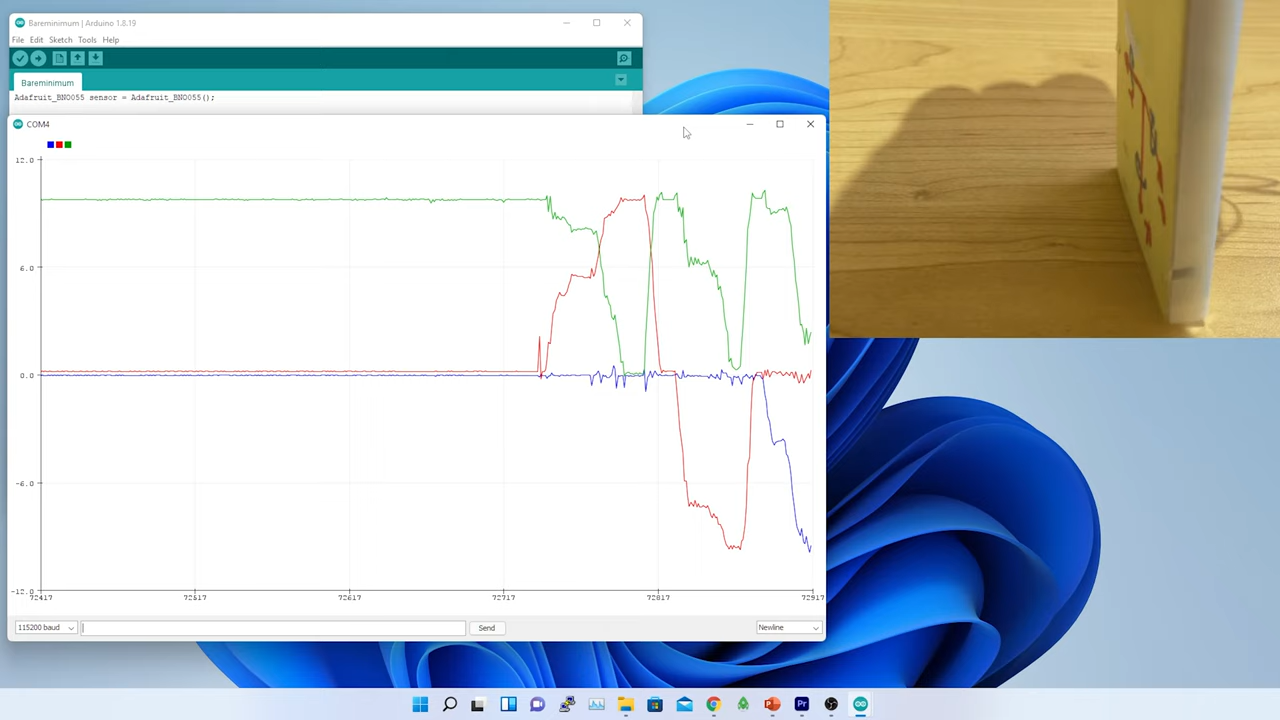 Bareminimum | Arduino 1.8.19
File Edit Sketch Tools Help
Bareminimum
Adafruit_BNO055 sensor = Adafruit_BNO055();
COM4
12.0
6.0
0.0
-6.0
-12.0
72417 72517 72617 72717 72817 72917
115200 baud Send Newline